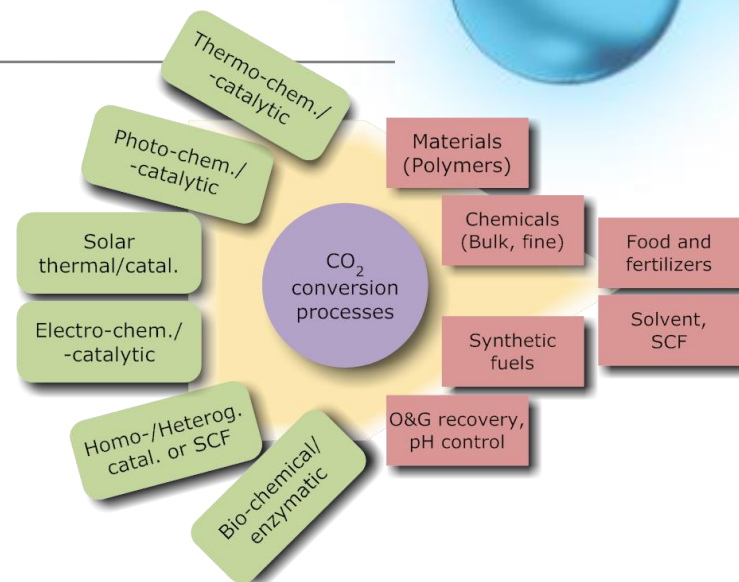 Thermo-chem./
-catalytic
Photo-chem./
-catalytic
Solar
thermal/catal.
Electro-chem./
-catalytic
Homo-/Heterog.
catal. or SCF
Bio-chemical/
enzymatic
CO₂
conversion
processes
Materials
(Polymers)
Chemicals
(Bulk, fine)
Food and
fertilizers
Synthetic
fuels
Solvent,
SCF
O&G recovery,
pH control